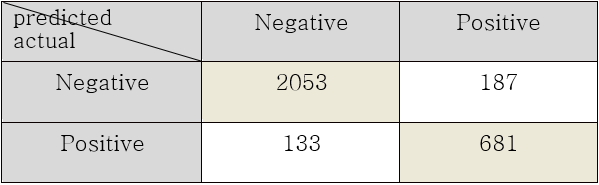 predicted
actual
Negative
Positive
Negative
2053
187
Positive
133
681